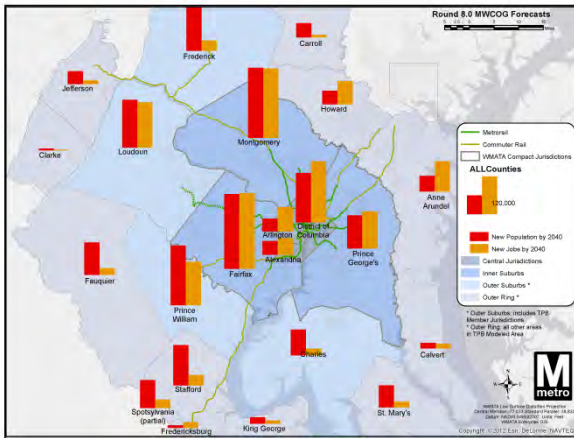 Round 8.0 MWCOG Forecasts
Carroll
Frederick
Jefferson
Howard
Montgomery
Clarke
Loudoun
Metrorail
Commuter Rail
WMATA Compact Jurisdictions
ALLCounties
120,000
New Population by 2040
New Jobs by 2040
Central Jurisdictions
Inner Suburbs
Outer Suburbs *
Outer Ring *
* Outer Suburbs: includes TPB
Member Jurisdictions
* Outer Ring: all other areas
in TPB Modeled Area
Anne
Arundel
District of
Columbia
Arlington
Alexandria
Prince
George's
Fairfax
Fauquier
Prince
William
Charles
Calvert
Stafford
St. Mary's
Spotsylvania
(partial)
Fredericksburg
King George
M
metro